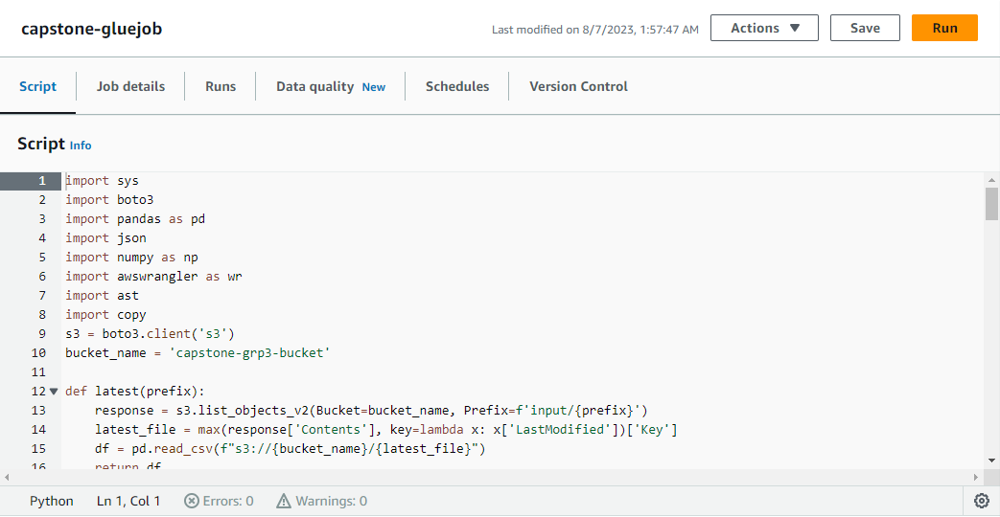 capstone-gluejob
Last modified on 8/7/2023, 1:57:47 AM
Actions ▼
Save
Run
Script
Job details
Runs
Data quality New
Schedules
Version Control
Script Info
1 import sys
2 import boto3
3 import pandas as pd
4 import json
5 import numpy as np
6 import awswrangler as wr
7 import ast
8 import copy
9 s3 = boto3.client('s3')
10 bucket_name = 'capstone-grp3-bucket'
11
12 def latest(prefix):
13     response = s3.list_objects_v2(Bucket=bucket_name, Prefix=f'input/{prefix}')
14     latest_file = max(response['Contents'], key=lambda x: x['LastModified'])['Key']
15     df = pd.read_csv(f"s3://{bucket_name}/{latest_file}")
16     return df
Python
Ln 1, Col 1
Errors: 0
Warnings: 0